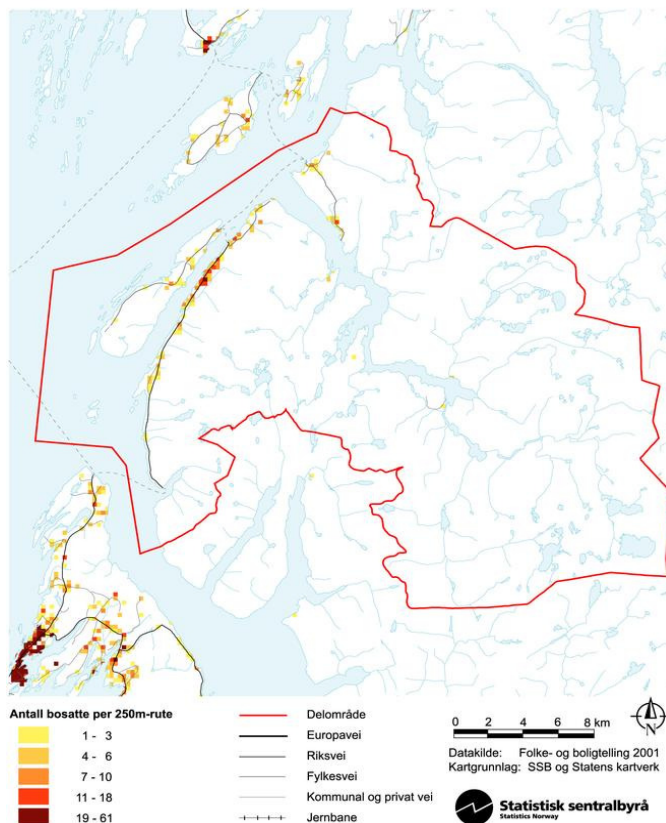 Antall bosatte per 250m-rute
1 - 3
4 - 6
7 - 10
11 - 18
19 - 61
Delområde
Europavei
Riksvei
Fylkesvei
Kommunal og privat vei
Jernbane
0 2 4 6 8 km
N
Datakilde: Folke- og boligtelling 2001
Kartgrunnlag: SSB og Statens kartverk
Statistisk sentralbyrå
Statistics Norway